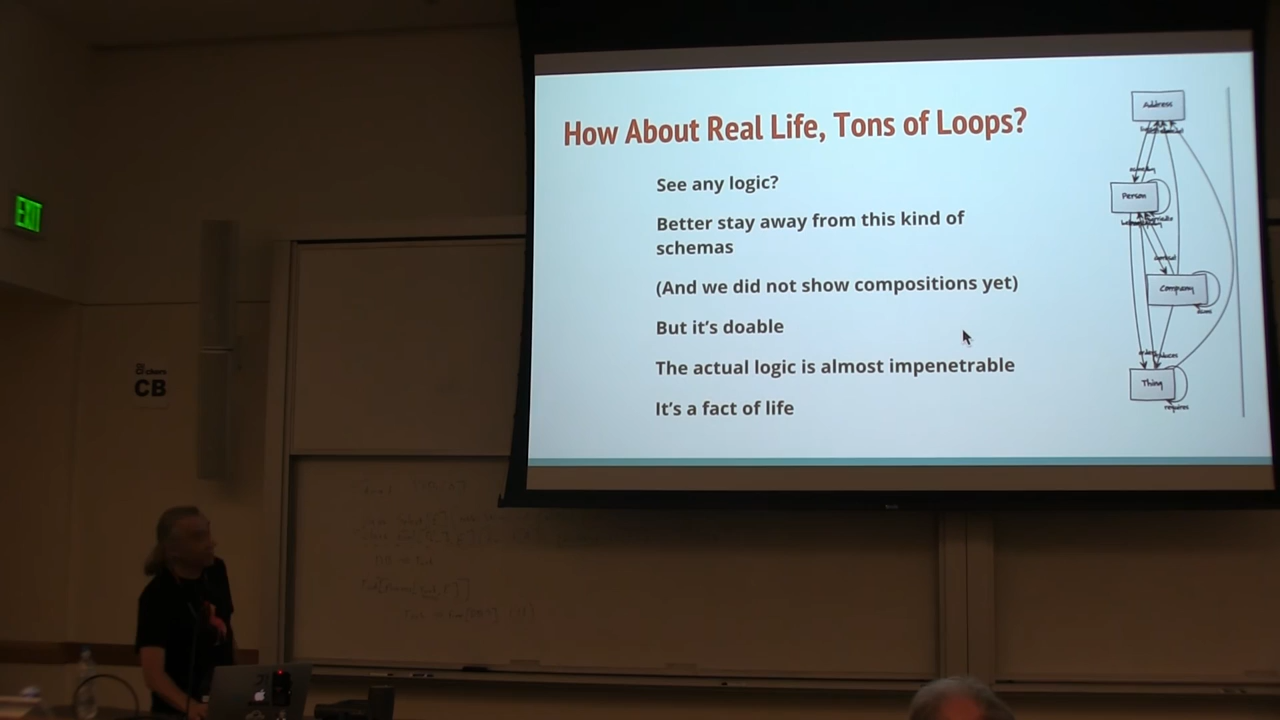 How About Real Life, Tons of Loops?
See any logic?
Better stay away from this kind of
schemas
(And we did not show compositions yet)
But it's doable
The actual logic is almost impenetrable
It's a fact of life
Address
Person
Company
Thing
requires
EXIT
CB